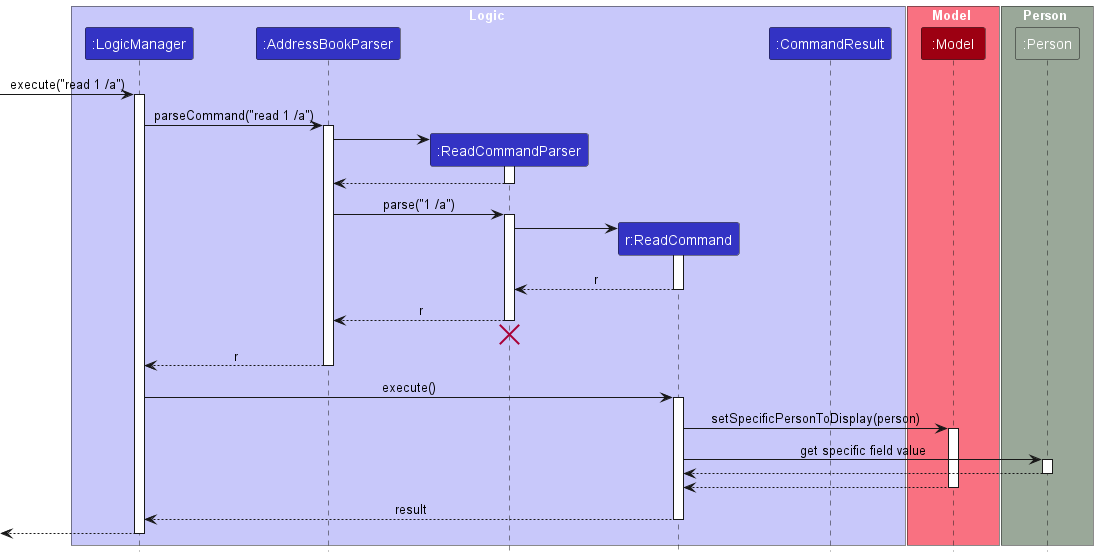 Logic
Model
Person
:LogicManager
:AddressBookParser
:CommandResult
:Model
:Person
execute("read 1 /a")
parseCommand("read 1 /a")
:ReadCommandParser
parse("1 /a")
r:ReadCommand
r
r
r
execute()
setSpecificPersonToDisplay(person)
get specific field value
result